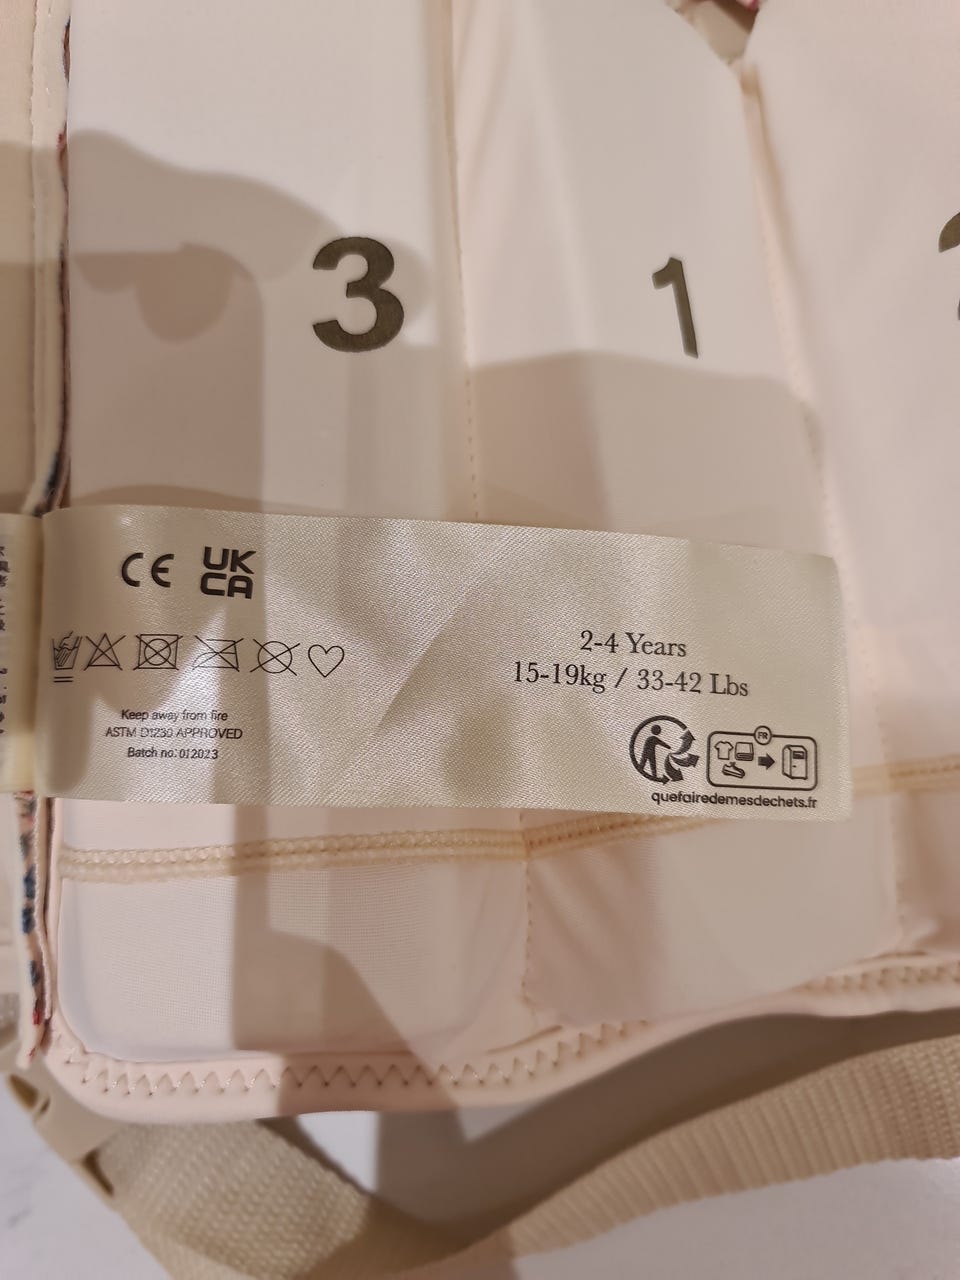 3
1
CE
UK
CA
2-4 Years
15-19kg / 33-42 Lbs
Keep away from fire
ASTM D1230 APPROVED
Batch no: 012023
FR
quefairedemesdechets.fr